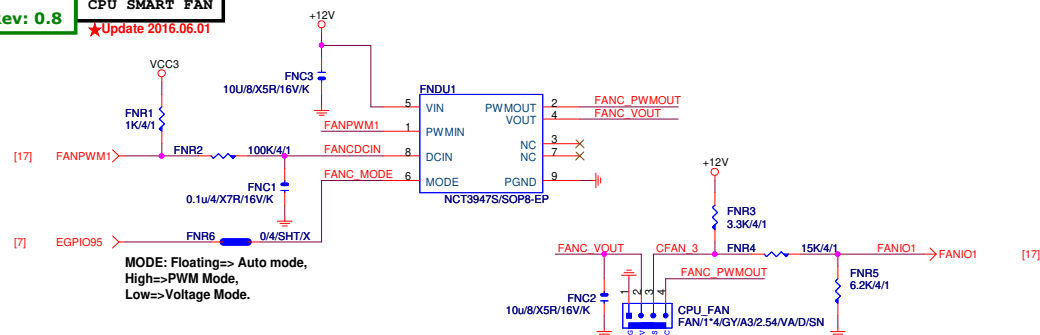 CPU SMART FAN
Rev: 0.8
★Update 2016.06.01
+12V
VCC3
FNC3
10U/8/X5R/16V/K
FNDU1
FNR1
1K/4/1
5 VIN
PWMOUT 2
FANC_PWMOUT
VOUT 4
FANC_VOUT
FANPWM1
1 PWMIN
NC 3
[17] FANPWM1
FNR2
100K/4/1
FANCDCIN
8 DCIN
NC 7
FANC_MODE
6 MODE
PGND 9
FNC1
0.1u/4/X7R/16V/K
NCT3947S/SOP8-EP
+12V
FNR3
3.3K/4/1
[7] EGPIO95
FNR6
0/4/SHT/X
FANC_VOUT
CFAN_3
FNR4
15K/4/1
FANIO1
FANIO1 [17]
MODE: Floating=> Auto mode,
High=>PWM Mode,
Low=>Voltage Mode.
FANC_PWMOUT
FNR5
6.2K/4/1
FNC2
10u/8/X5R/16V/K
1 2 3 4
CPU_FAN
FAN/1*4/GY/A3/2.54/VA/D/SN
G V S C